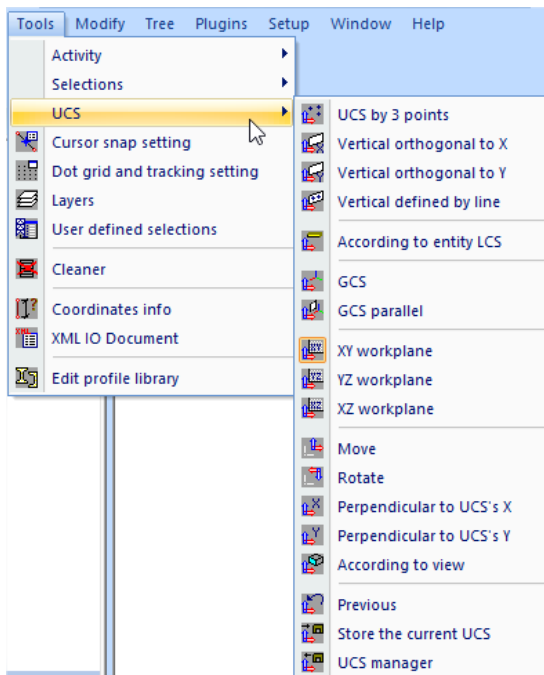 Tools Modify Tree Plugins Setup Window Help
Activity
Selections
UCS
Cursor snap setting
Dot grid and tracking setting
Layers
User defined selections
Cleaner
Coordinates info
XML IO Document
Edit profile library
UCS by 3 points
Vertical orthogonal to X
Vertical orthogonal to Y
Vertical defined by line
According to entity LCS
GCS
GCS parallel
XY workplane
YZ workplane
XZ workplane
Move
Rotate
Perpendicular to UCS's X
Perpendicular to UCS's Y
According to view
Previous
Store the current UCS
UCS manager